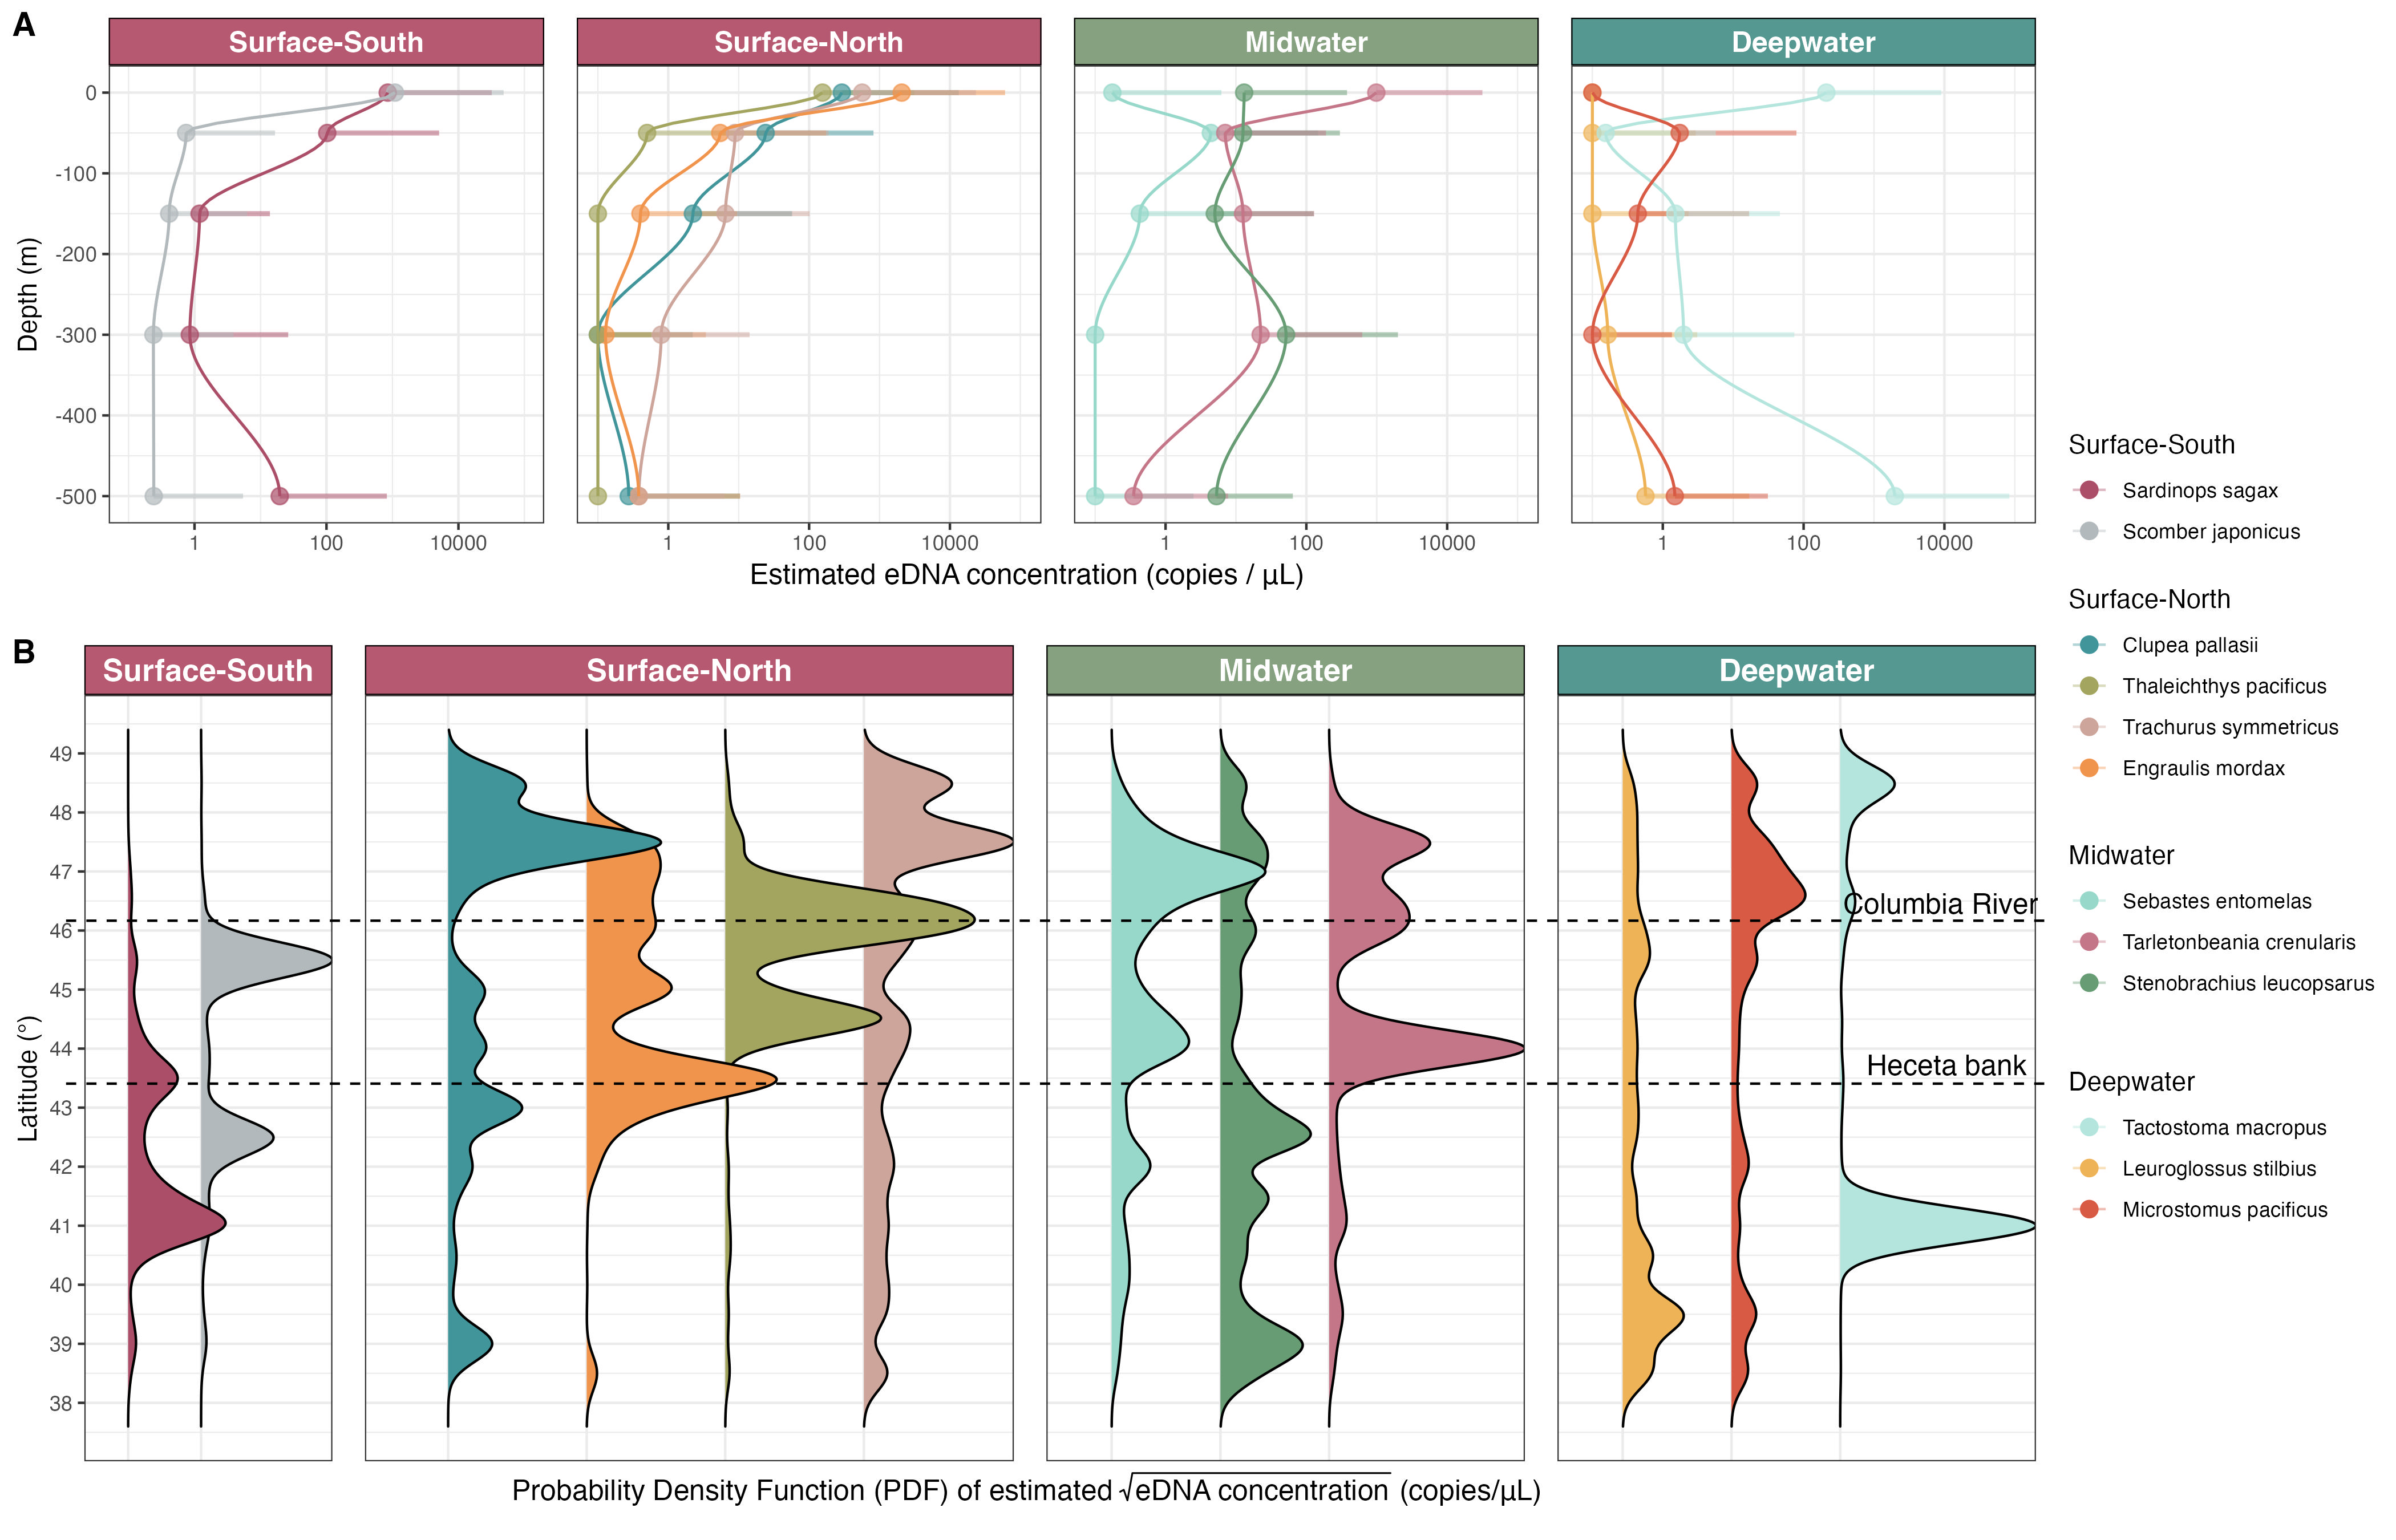 A
Surface-South
Surface-North
Midwater
Deepwater
0
-100
-200
-300
-400
-500
Depth (m)
1 100 10000
1 100 10000
1 100 10000
1 100 10000
Estimated eDNA concentration (copies / µL)
B
Surface-South
Surface-North
Midwater
Deepwater
49
48
47
46
45
44
43
42
41
40
39
38
Latitude (°)
Columbia River
Heceta bank
Probability Density Function (PDF) of estimated √eDNA concentration (copies/µL)
Surface-South
Sardinops sagax
Scomber japonicus
Surface-North
Clupea pallasii
Thaleichthys pacificus
Trachurus symmetricus
Engraulis mordax
Midwater
Sebastes entomelas
Tarletonbeania crenularis
Stenobrachius leucopsarus
Deepwater
Tactostoma macropus
Leuroglossus stilbius
Microstomus pacificus